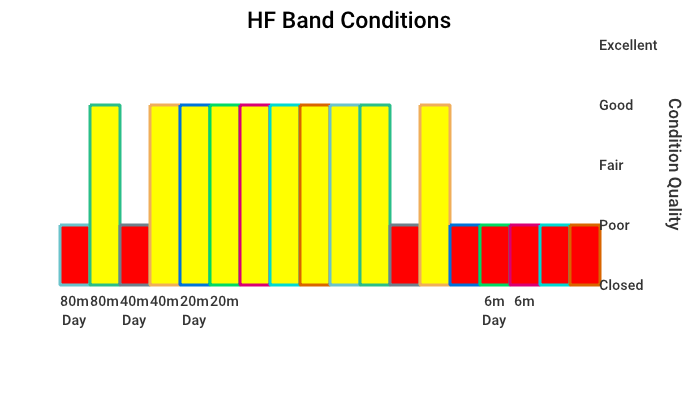 HF Band Conditions
Excellent
Good
Fair
Poor
Closed
Condition Quality
80m 80m 40m 40m 20m 20m 6m 6m
Day Day Day Day